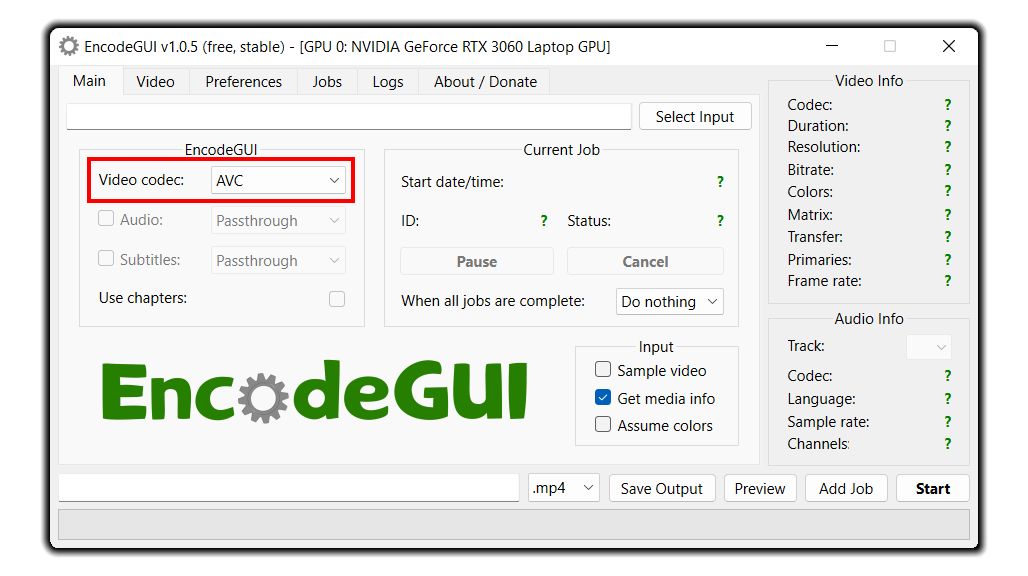 EncodeGUI v1.0.5 (free, stable) - [GPU 0: NVIDIA GeForce RTX 3060 Laptop GPU]
Main Video Preferences Jobs Logs About / Donate
Select Input
EncodeGUI
Video codec: AVC
Audio: Passthrough
Subtitles: Passthrough
Use chapters:
Current Job
Start date/time: ?
ID: ? Status: ?
Pause Cancel
When all jobs are complete: Do nothing
EncodeGUI
Input
Sample video
Get media info
Assume colors
Video Info
Codec: ?
Duration: ?
Resolution: ?
Bitrate: ?
Colors: ?
Matrix: ?
Transfer: ?
Primaries: ?
Frame rate: ?
Audio Info
Track:
Codec: ?
Language: ?
Sample rate: ?
Channels: ?
.mp4 Save Output Preview Add Job Start